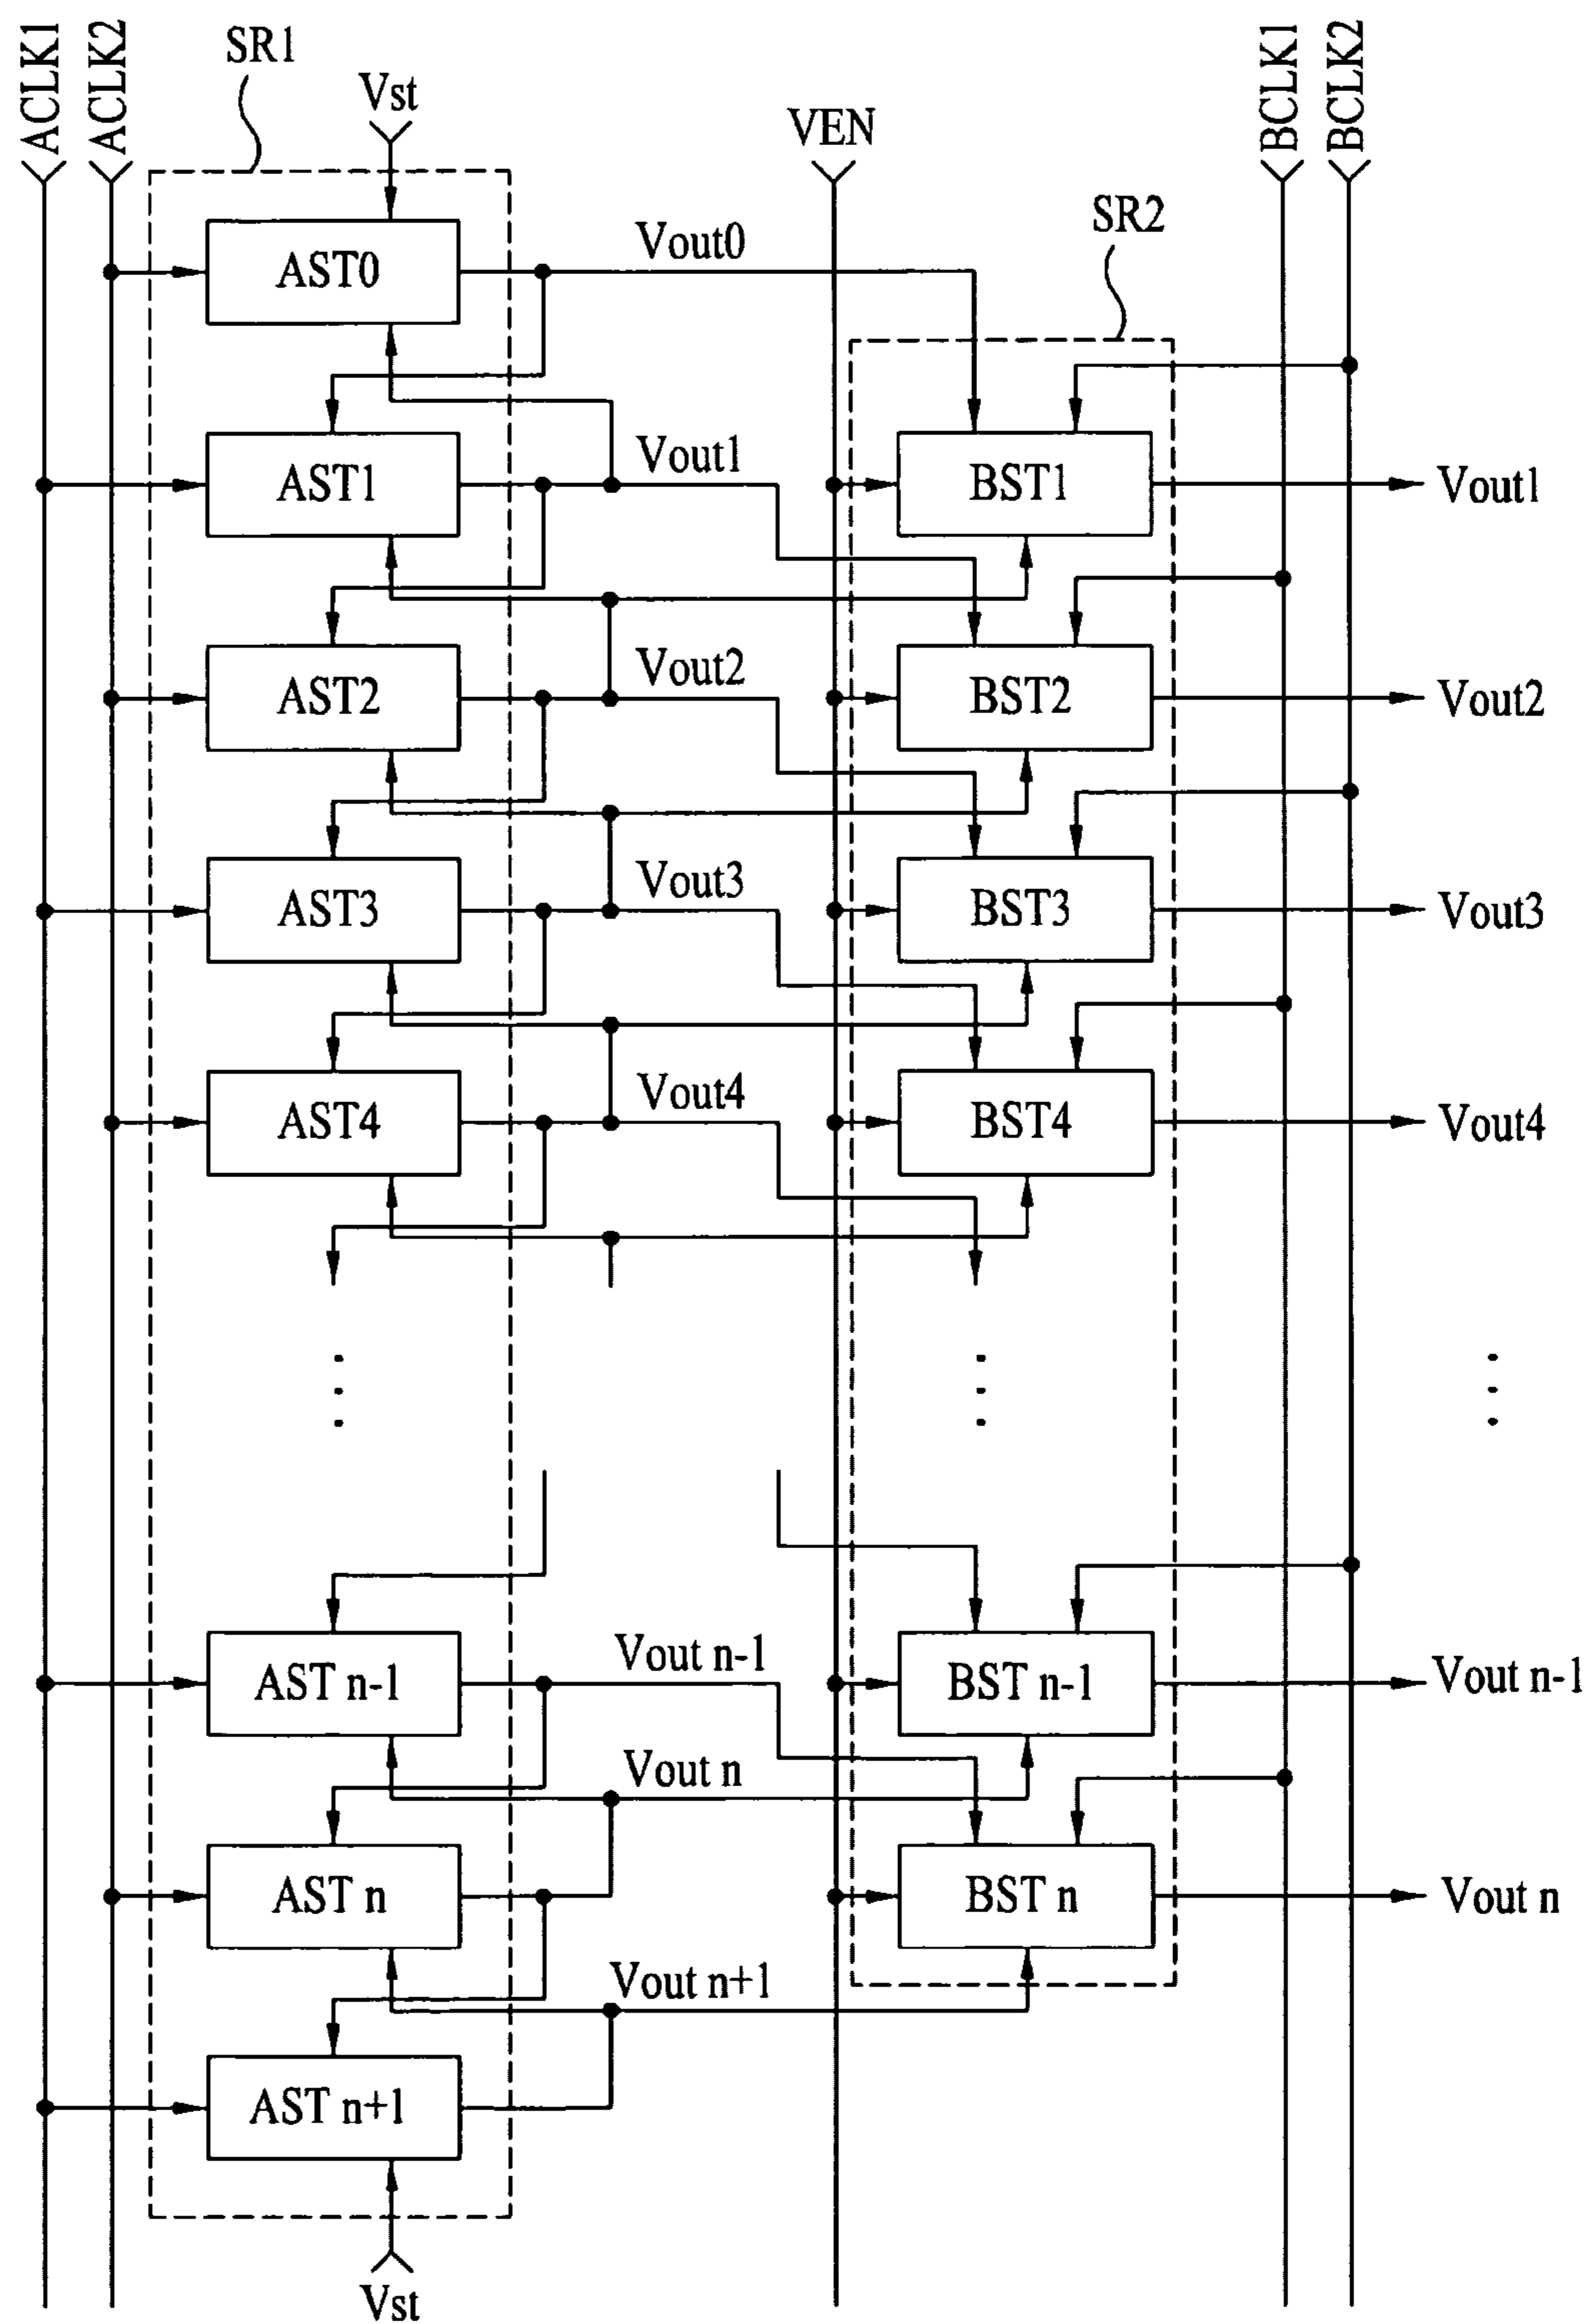 ACLK1
ACLK2
SR1
Vst
VEN
BCLK1
BCLK2
SR2
AST0
Vout0
AST1
Vout1
BST1
Vout1
AST2
Vout2
BST2
Vout2
AST3
Vout3
BST3
Vout3
AST4
Vout4
BST4
Vout4
AST n-1
Vout n-1
BST n-1
Vout n-1
Vout n
AST n
BST n
Vout n
Vout n+1
AST n+1
Vst